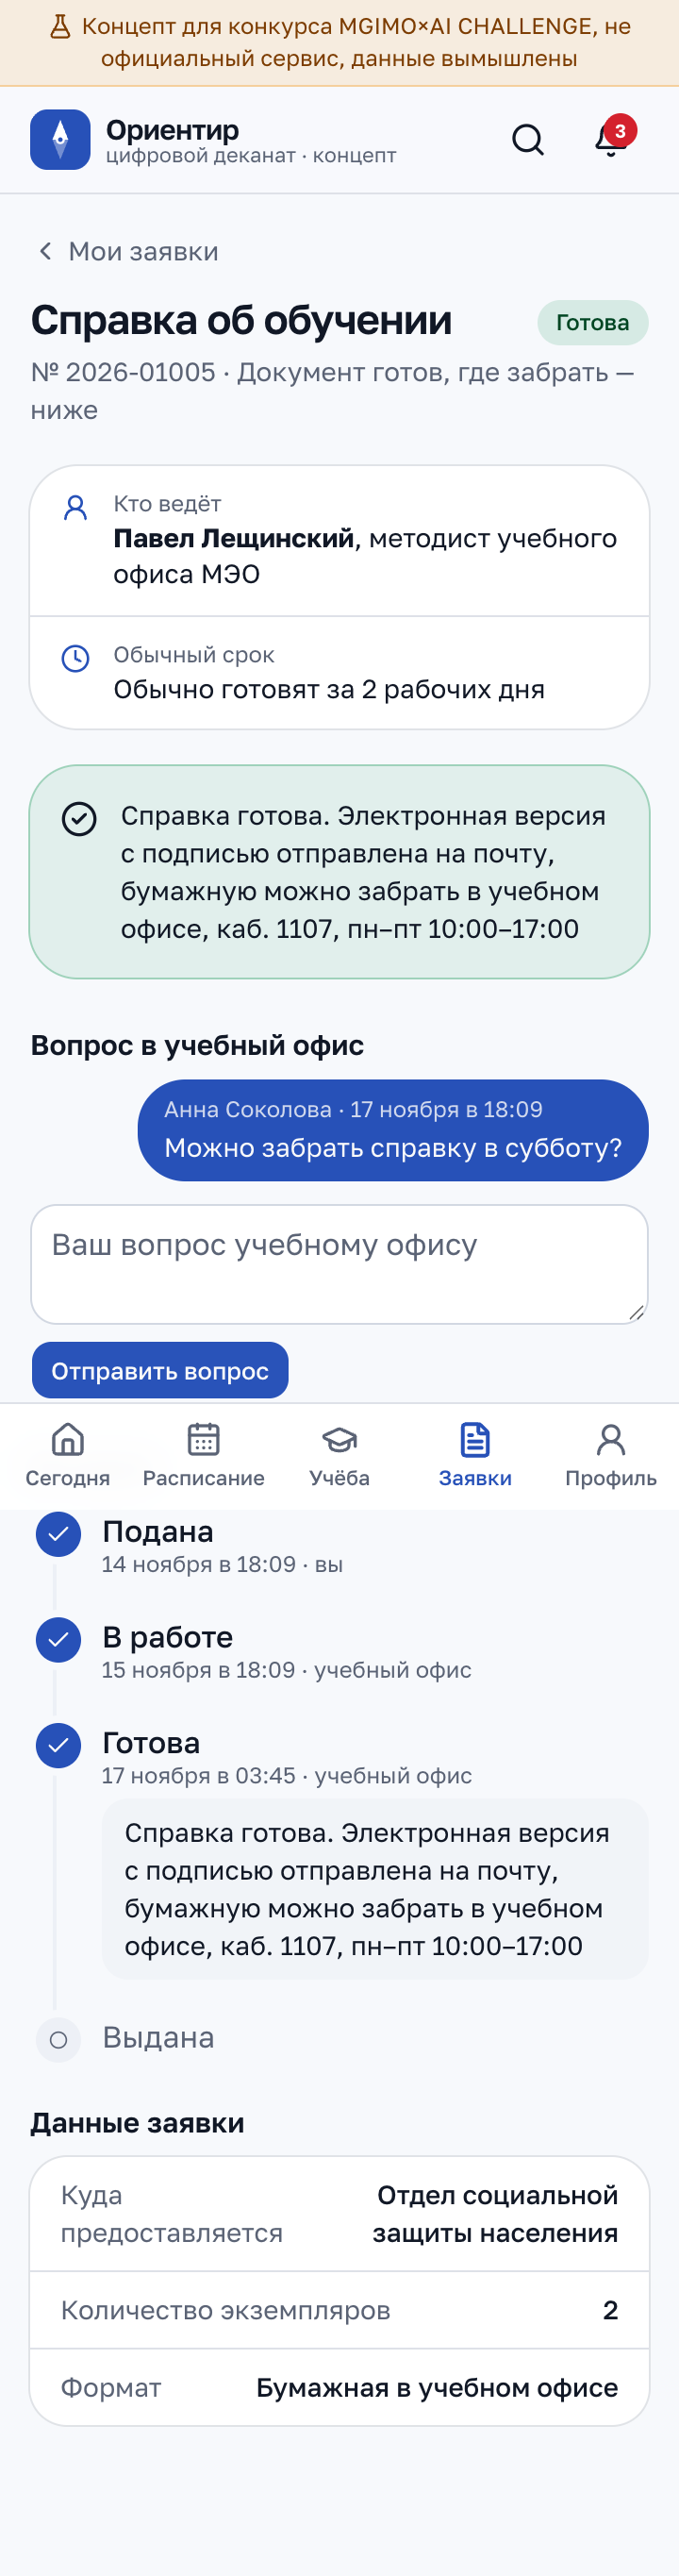 Концепт для конкурса MGIMO×AI CHALLENGE, не
официальный сервис, данные вымышлены
Ориентир
цифровой деканат · концепт
3
Мои заявки
Справка об обучении
Готова
№ 2026-01005 · Документ готов, где забрать —
ниже
Кто ведёт
Павел Лещинский, методист учебного
офиса МЭО
Обычный срок
Обычно готовят за 2 рабочих дня
Справка готова. Электронная версия
с подписью отправлена на почту,
бумажную можно забрать в учебном
офисе, каб. 1107, пн–пт 10:00–17:00
Вопрос в учебный офис
Анна Соколова · 17 ноября в 18:09
Можно забрать справку в субботу?
Ваш вопрос учебному офису
Отправить вопрос
Сегодня
Расписание
Учёба
Заявки
Профиль
Подана
14 ноября в 18:09 · вы
В работе
15 ноября в 18:09 · учебный офис
Готова
17 ноября в 03:45 · учебный офис
Справка готова. Электронная версия
с подписью отправлена на почту,
бумажную можно забрать в учебном
офисе, каб. 1107, пн–пт 10:00–17:00
Выдана
Данные заявки
Куда
предоставляется
Отдел социальной
защиты населения
Количество экземпляров
2
Формат
Бумажная в учебном офисе